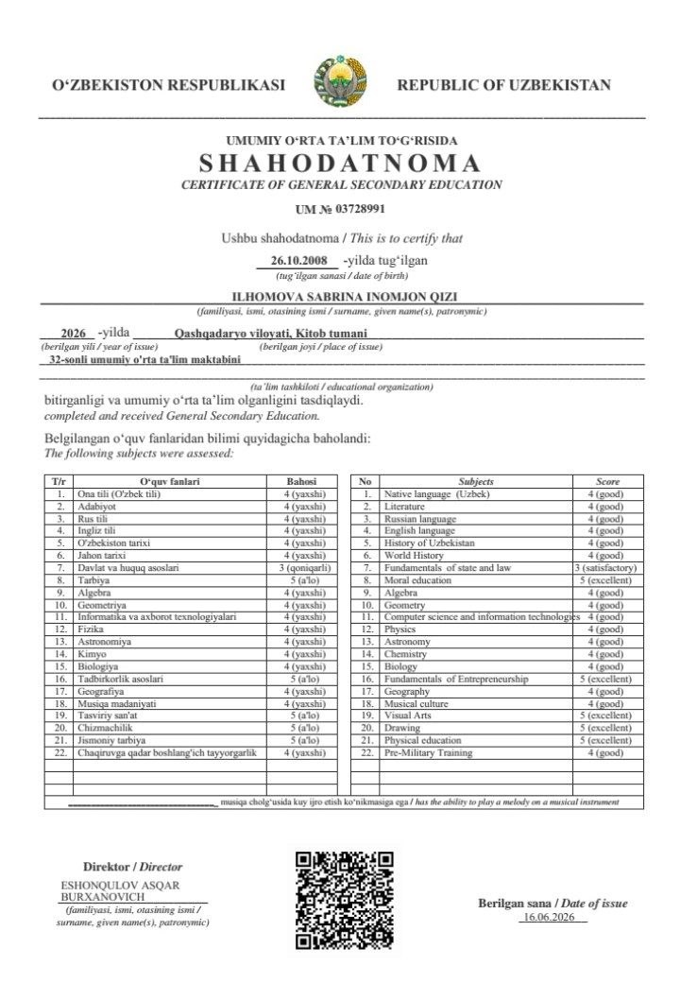 O‘ZBEKISTON RESPUBLIKASI REPUBLIC OF UZBEKISTAN
UMUMIY O‘RTA TA’LIM TO‘G‘RISIDA
SHAHODATNOMA
CERTIFICATE OF GENERAL SECONDARY EDUCATION
UM № 03728991
Ushbu shahodatnoma / This is to certify that
26.10.2008 -yilda tug‘ilgan
(tug‘ilgan sanasi / date of birth)
ILHOMOVA SABRINA INOMJON QIZI
(familiyasi, ismi, otasining ismi / surname, given name(s), patronymic)
2026 -yilda Qashqadaryo viloyati, Kitob tumani
(berilgan yili / year of issue) (berilgan joyi / place of issue)
32-sonli umumiy o'rta ta'lim maktabini
(ta’lim tashkiloti / educational organization)
bitirganligi va umumiy o‘rta ta’lim olganligini tasdiqlaydi.
completed and received General Secondary Education.
Belgilangan o‘quv fanlaridan bilimi quyidagicha baholandi:
The following subjects were assessed:
T/r O‘quv fanlari Bahosi No Subjects Score
1. Ona tili (O'zbek tili) 4 (yaxshi) 1. Native language (Uzbek) 4 (good)
2. Adabiyot 4 (yaxshi) 2. Literature 4 (good)
3. Rus tili 4 (yaxshi) 3. Russian language 4 (good)
4. Ingliz tili 4 (yaxshi) 4. English language 4 (good)
5. O'zbekiston tarixi 4 (yaxshi) 5. History of Uzbekistan 4 (good)
6. Jahon tarixi 4 (yaxshi) 6. World History 4 (good)
7. Davlat va huquq asoslari 3 (qoniqarli) 7. Fundamentals of state and law 3 (satisfactory)
8. Tarbiya 5 (a'lo) 8. Moral education 5 (excellent)
9. Algebra 4 (yaxshi) 9. Algebra 4 (good)
10. Geometriya 4 (yaxshi) 10. Geometry 4 (good)
11. Informatika va axborot texnologiyalari 4 (yaxshi) 11. Computer science and information technologies 4 (good)
12. Fizika 4 (yaxshi) 12. Physics 4 (good)
13. Astronomiya 4 (yaxshi) 13. Astronomy 4 (good)
14. Kimyo 4 (yaxshi) 14. Chemistry 4 (good)
15. Biologiya 4 (yaxshi) 15. Biology 4 (good)
16. Tadbirkorlik asoslari 5 (a'lo) 16. Fundamentals of Entrepreneurship 5 (excellent)
17. Geografiya 4 (yaxshi) 17. Geography 4 (good)
18. Musiqa madaniyati 4 (yaxshi) 18. Musical culture 4 (good)
19. Tasviriy san'at 5 (a'lo) 19. Visual Arts 5 (excellent)
20. Chizmachilik 5 (a'lo) 20. Drawing 5 (excellent)
21. Jismoniy tarbiya 5 (a'lo) 21. Physical education 5 (excellent)
22. Chaqiruvga qadar boshlang'ich tayyorgarlik 4 (yaxshi) 22. Pre-Military Training 4 (good)
musiqa cholg‘usida kuy ijro etish ko‘nikmasiga ega / has the ability to play a melody on a musical instrument
Direktor / Director
ESHONQULOV ASQAR
BURXANOVICH
(familiyasi, ismi, otasining ismi /
surname, given name(s), patronymic)
Berilgan sana / Date of issue
16.06.2026